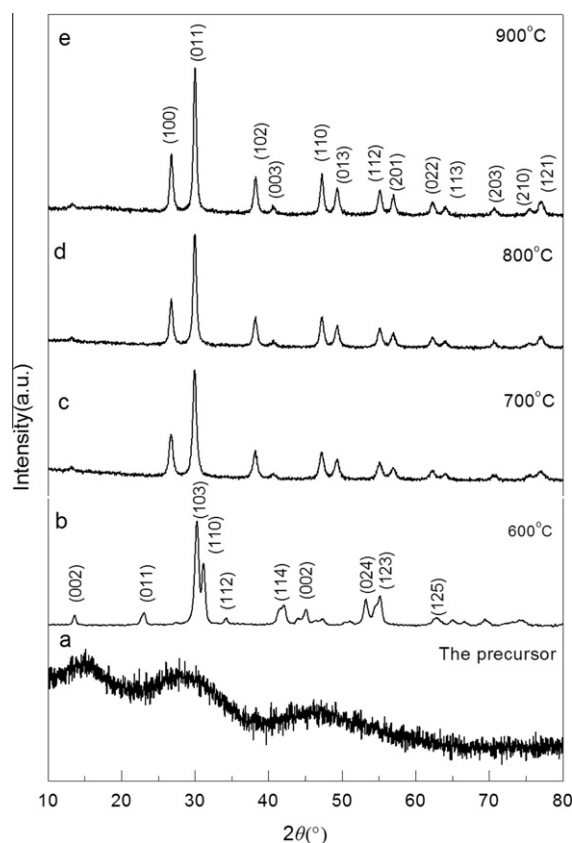 e
900°C
(100)
(011)
(102)
(003)
(110)
(013)
(112)
(201)
(022)
(113)
(203)
(210)
(121)
d
800°C
c
700°C
b
600°C
(002)
(011)
(103)
(110)
(112)
(114)
(002)
(024)
(123)
(125)
a
The precursor
Intensity(a.u.)
10 20 30 40 50 60 70 80
2θ(°)